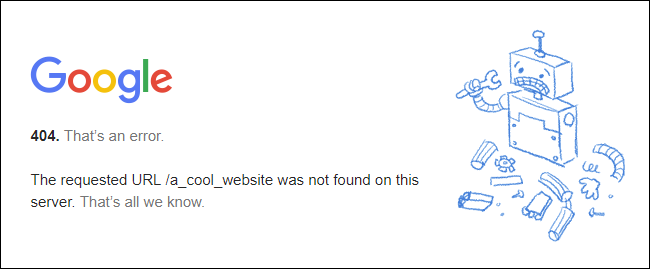 Google
404. That's an error.
The requested URL /a_cool_website was not found on this
server. That's all we know.